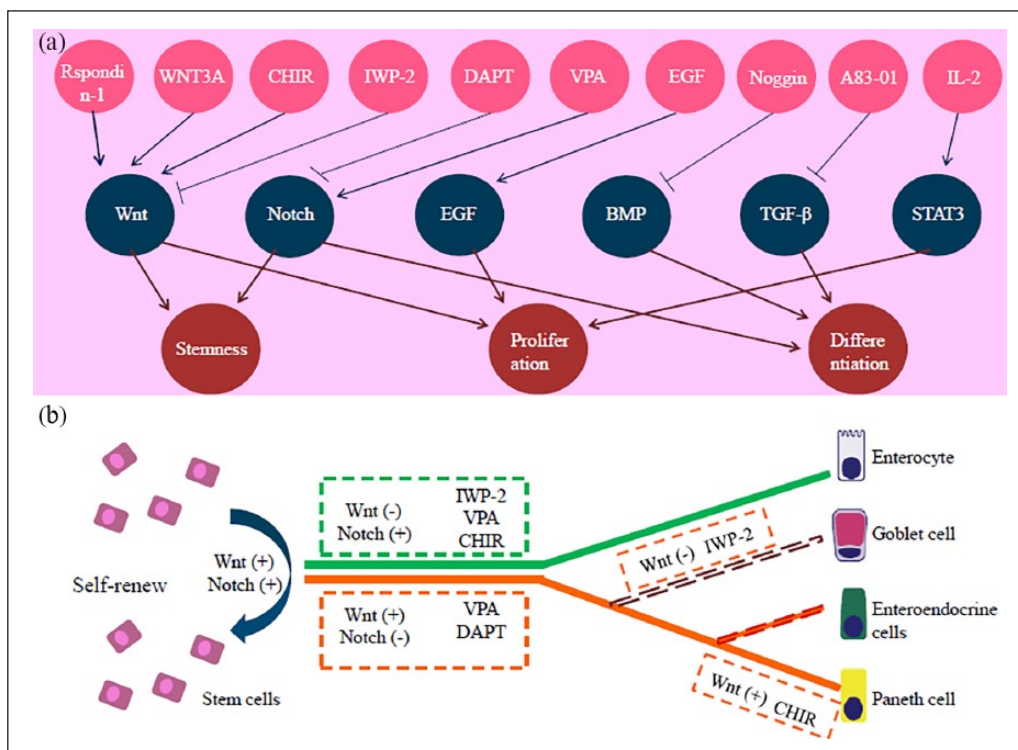 (a)
Rspondi
n-1
WNT3A
CHIR
IWP-2
DAPT
VPA
EGF
Noggin
A83-01
IL-2
Wnt
Notch
EGF
BMP
TGF-β
STAT3
Stemness
Prolifer
ation
Differe
ntiation
(b)
Self-renew
Wnt (+)
Notch (+)
Stem cells
Wnt (-)
Notch (+)
IWP-2
VPA
CHIR
Wnt (+)
Notch (-)
VPA
DAPT
Wnt (-) IWP-2
Wnt (+) CHIR
Enterocyte
Goblet cell
Enteroendocrine
cells
Paneth cell